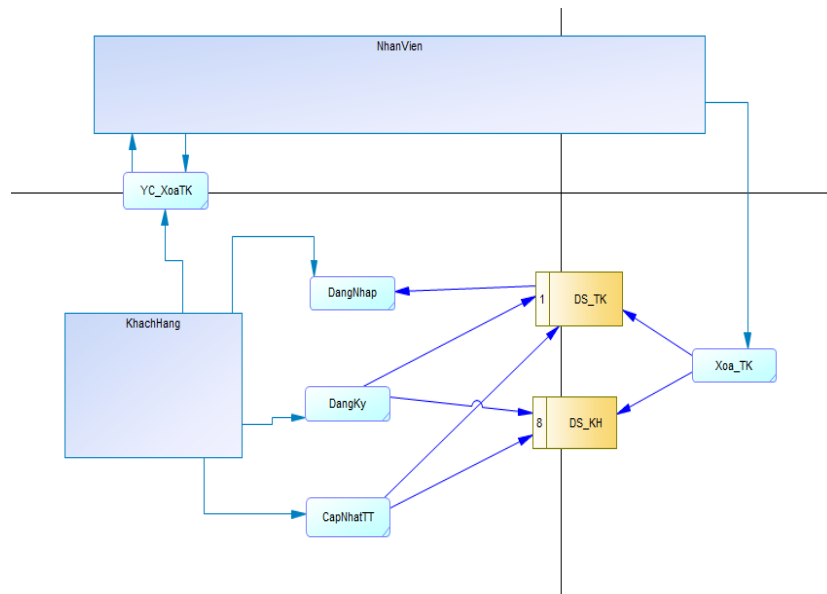 NhanVien
YC_XoaTK
DangNhap
1 DS_TK
KhachHang
Xoa_TK
DangKy
8 DS_KH
CapNhatTT